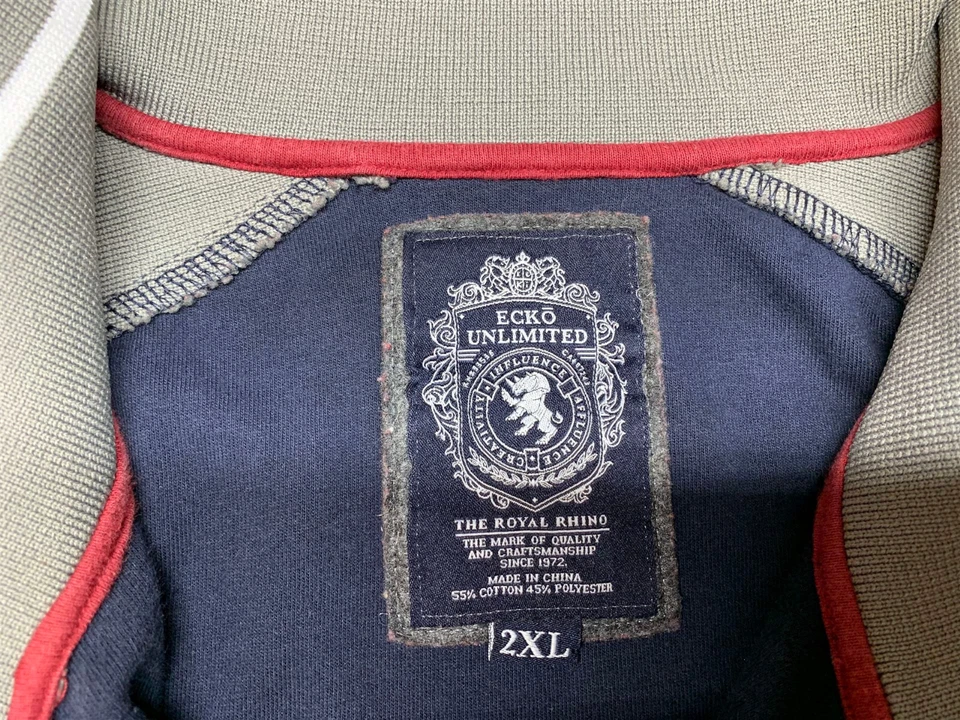 ECKŌ
UNLIMITED
INFLUENCE
AFFLUENCE
CREATIVITY
THE ROYAL RHINO
THE MARK OF QUALITY
AND CRAFTSMANSHIP
SINCE 1972.
MADE IN CHINA
55% COTTON 45% POLYESTER
2XL